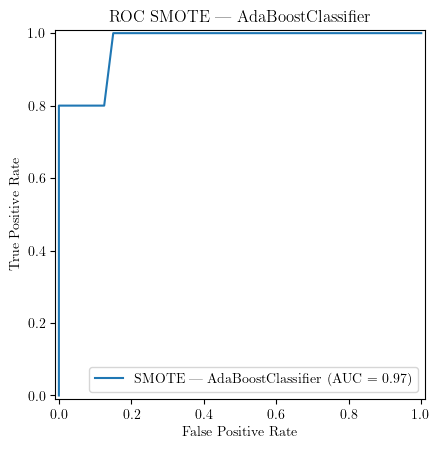 ROC SMOTE — AdaBoostClassifier
1.0
0.8
0.6
0.4
0.2
0.0
True Positive Rate
SMOTE — AdaBoostClassifier (AUC = 0.97)
0.0 0.2 0.4 0.6 0.8 1.0
False Positive Rate